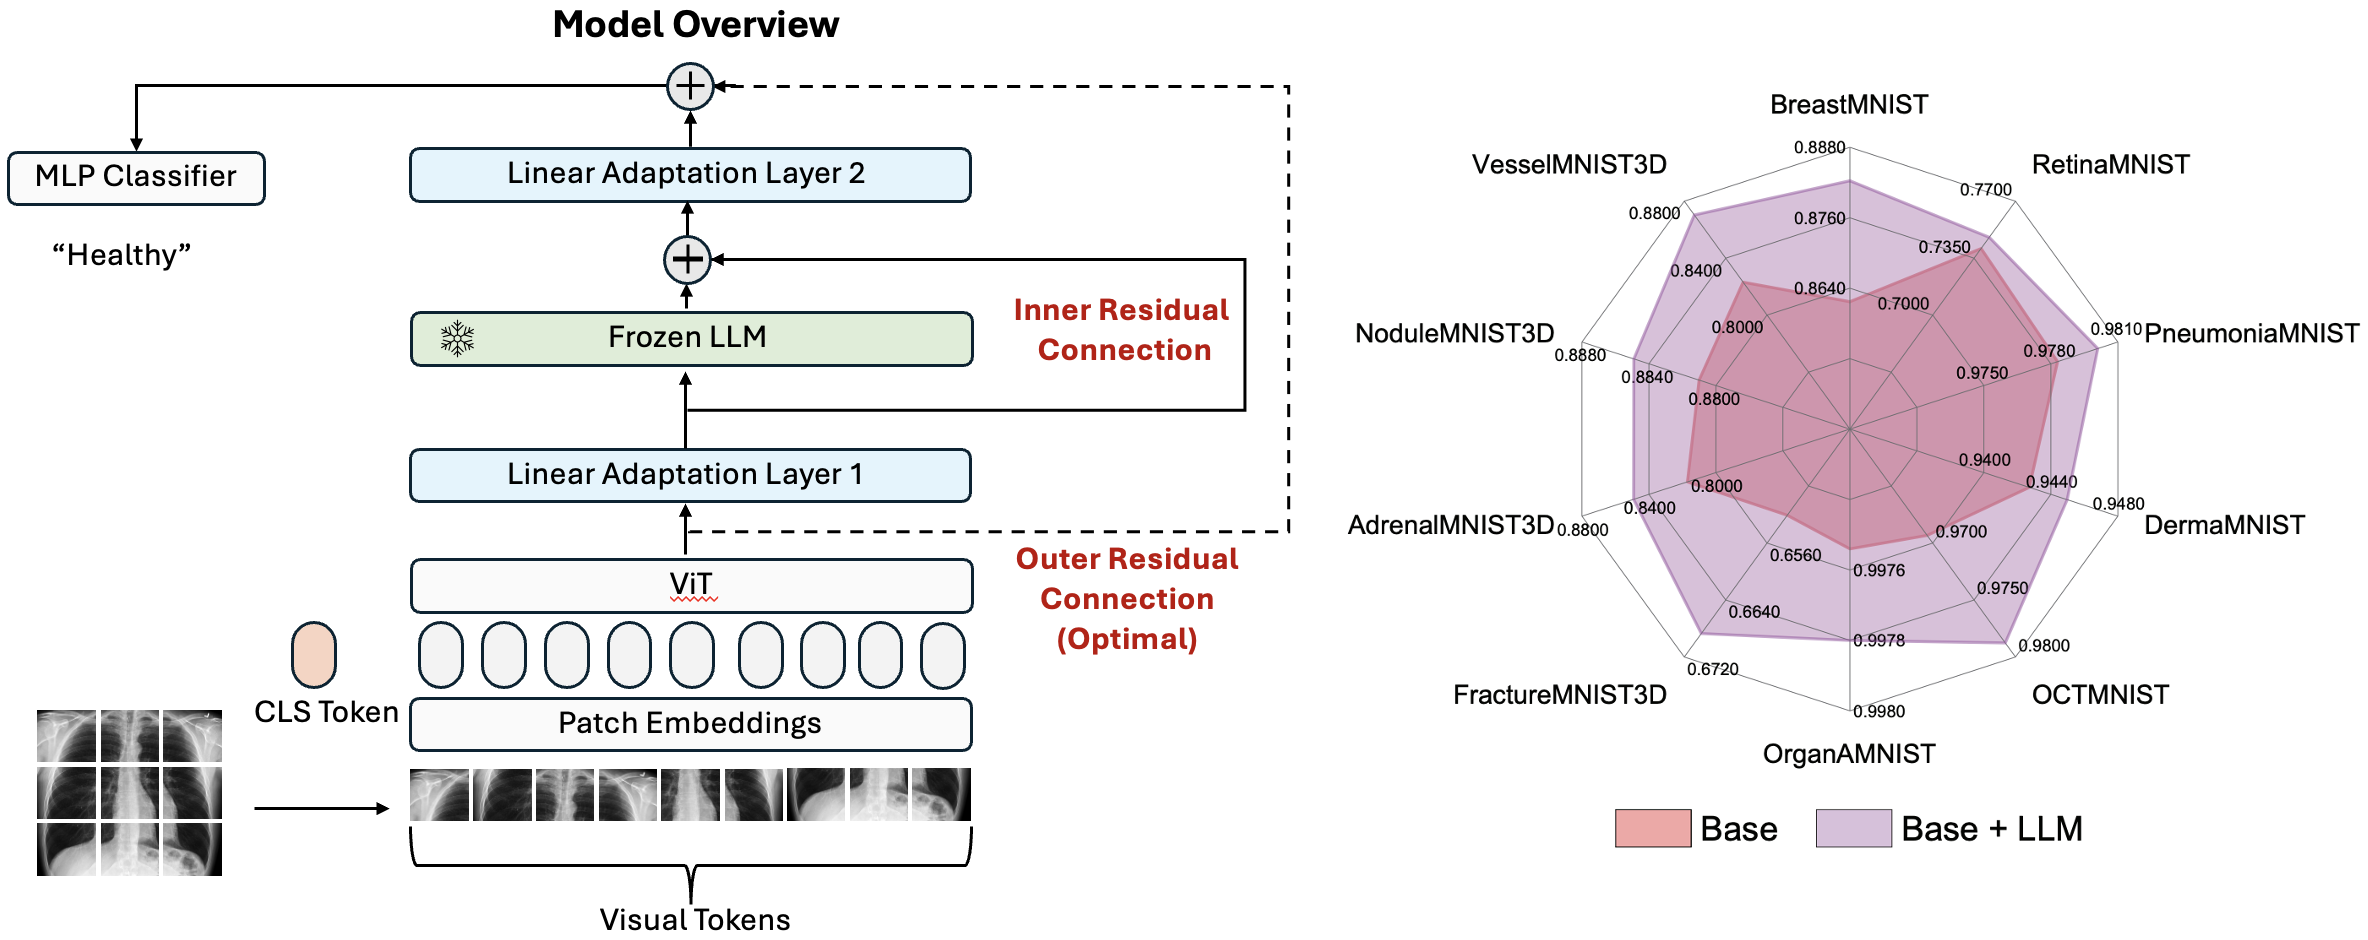 Model Overview
MLP Classifier
“Healthy”
Linear Adaptation Layer 2
Frozen LLM
Inner Residual
Connection
Linear Adaptation Layer 1
Outer Residual
Connection
(Optimal)
ViT
CLS Token
Patch Embeddings
Visual Tokens
BreastMNIST
0.8880
0.8760
0.8640
RetinaMNIST
0.7700
0.7350
0.7000
PneumoniaMNIST
0.9810
0.9780
0.9750
DermaMNIST
0.9400
0.9440
0.9480
OCTMNIST
0.9700
0.9750
0.9800
OrganAMNIST
0.9976
0.9978
0.9980
FractureMNIST3D
0.6560
0.6640
0.6720
AdrenalMNIST3D
0.8000
0.8400
0.8800
NoduleMNIST3D
0.8880
0.8840
0.8800
VesselMNIST3D
0.8800
0.8400
0.8000
Base
Base + LLM